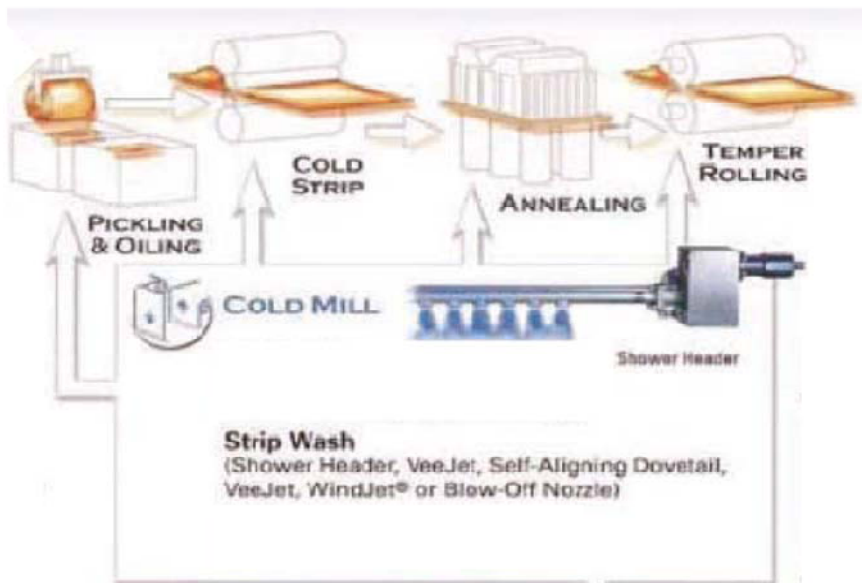 PICKLING
& OILING
COLD
STRIP
ANNEALING
TEMPER
ROLLING
COLD MILL
Shower Header
Strip Wash
(Shower Header, VeeJet, Self-Aligning Dovetail,
VeeJet, WindJet® or Blow-Off Nozzle)